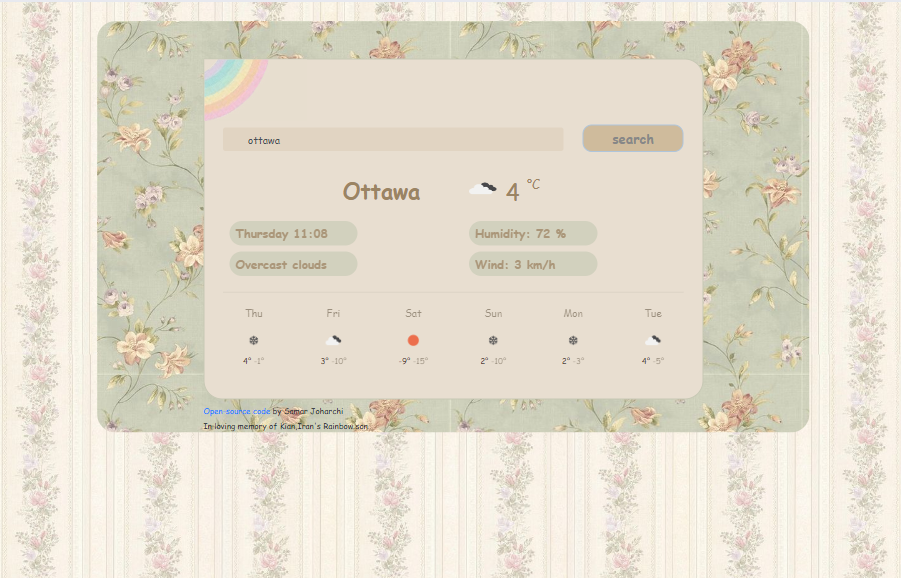 ottawa
search
Ottawa 4 °C
Thursday 11:08
Humidity: 72 %
Overcast clouds
Wind: 3 km/h
Thu Fri Sat Sun Mon Tue
4° -1° 3° -10° -9° -15° 2° -10° 2° -3° 4° -5°
Open-source code by Samar Joharchi
In loving memory of Kian,Iran's Rainbow son